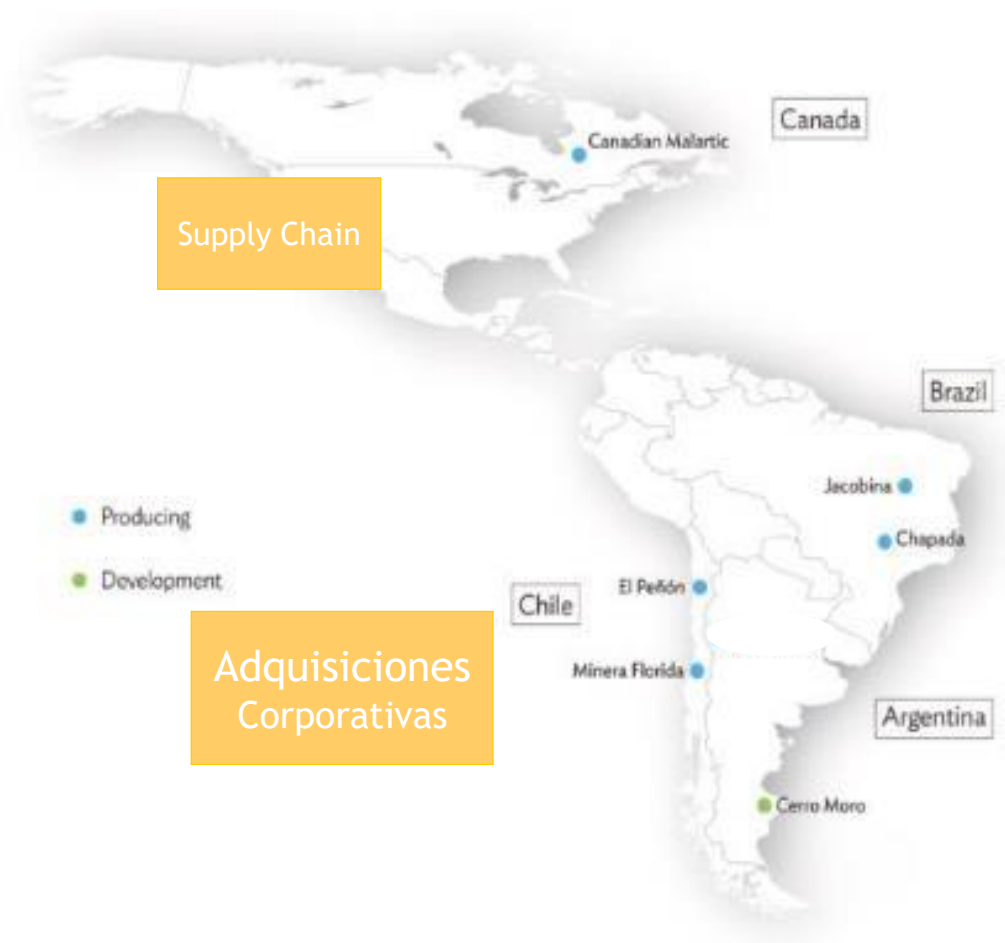 Canada
Canadian Malartic
Supply Chain
Brazil
Jacobina
Producing
Chapada
Development
El Peñón
Chile
Adquisiciones
Corporativas
Minera Florida
Argentina
Cerro Moro